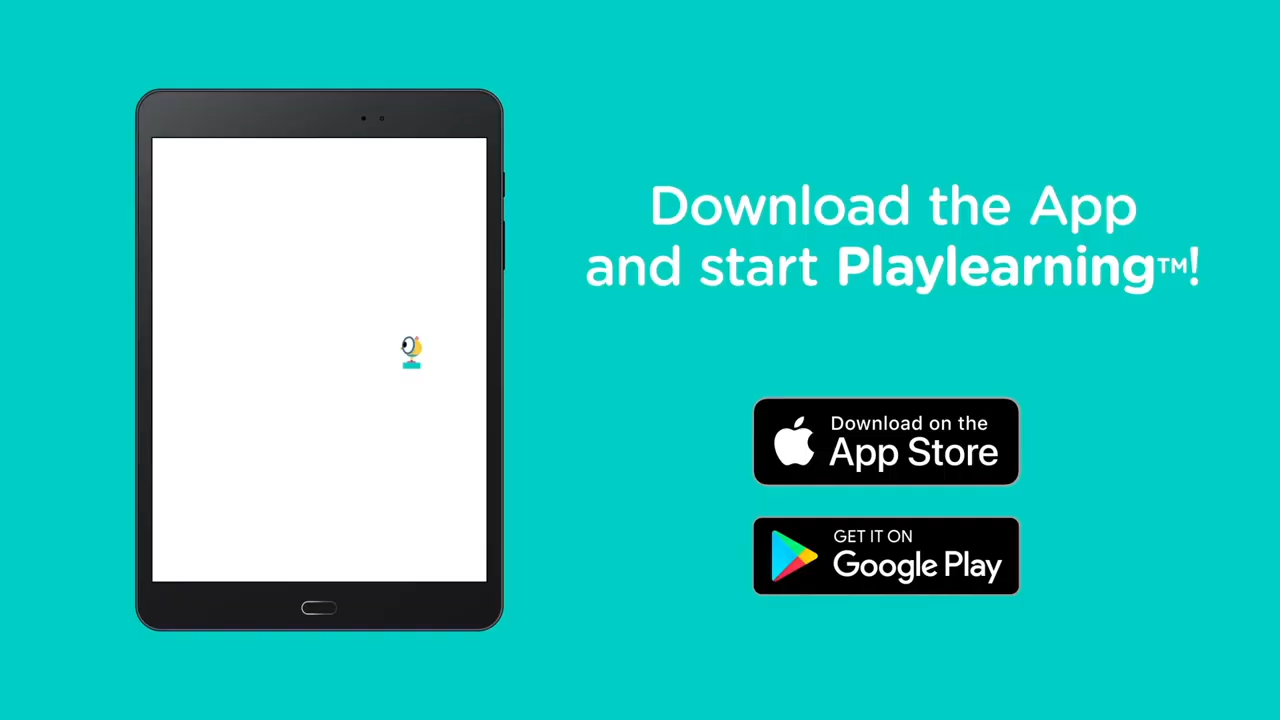 Download the App
and start Playlearning™!
Download on the
App Store
GET IT ON
Google Play